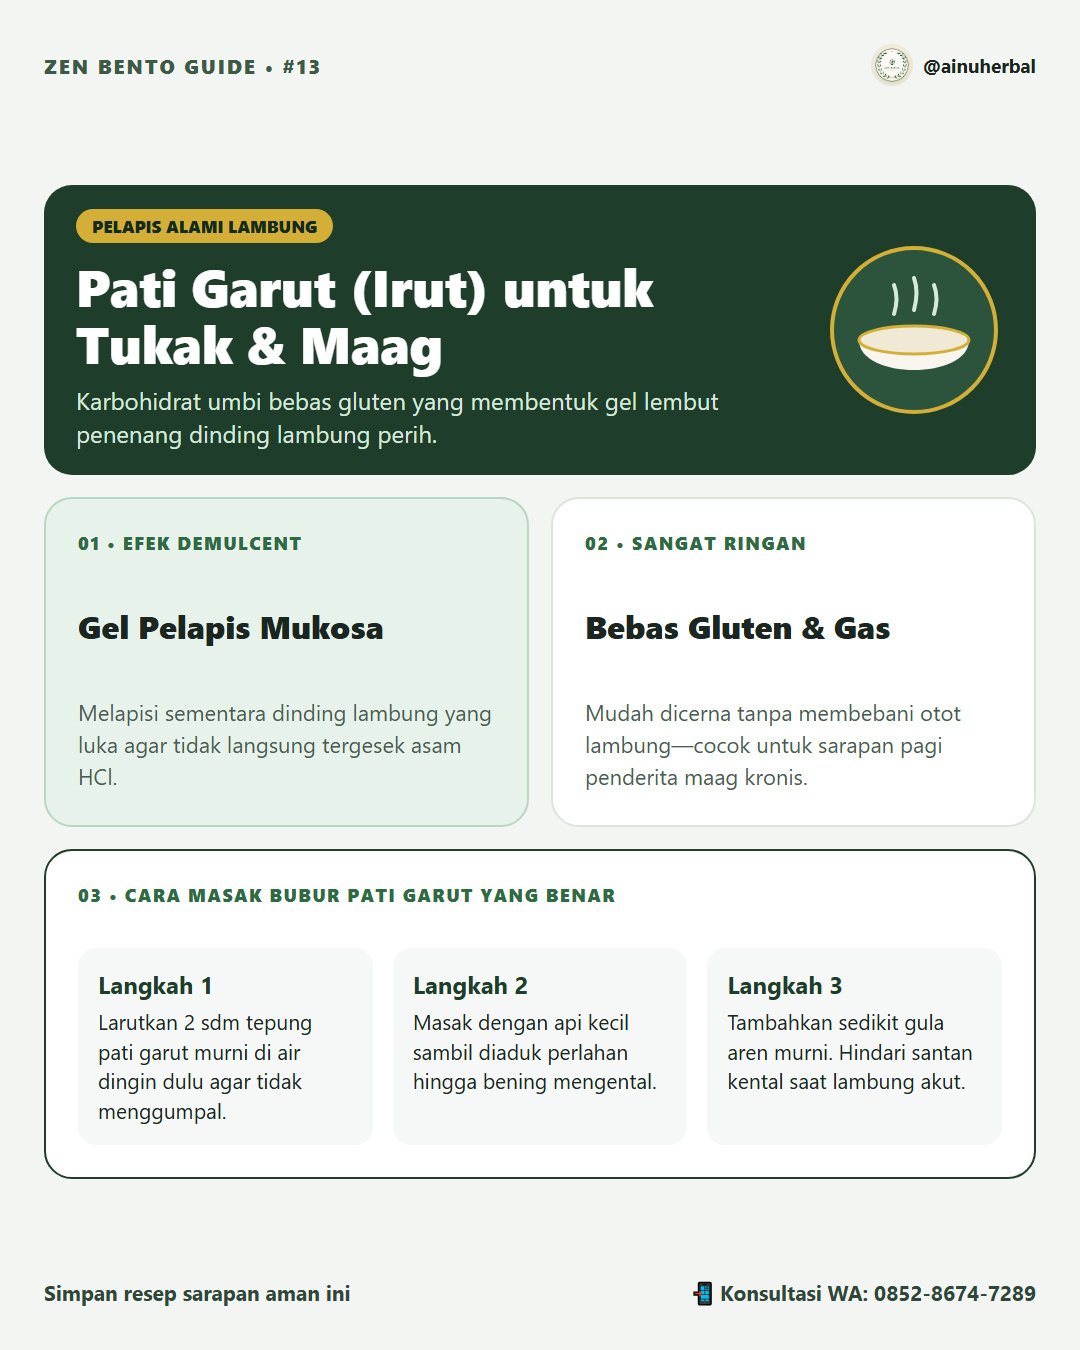 ZEN BENTO GUIDE • #13
@ainuherbal
PELAPIS ALAMI LAMBUNG
Pati Garut (Irut) untuk
Tukak & Maag
Karbohidrat umbi bebas gluten yang membentuk gel lembut
penenang dinding lambung perih.
01 • EFEK DEMULCENT
Gel Pelapis Mukosa
Melapisi sementara dinding lambung yang
luka agar tidak langsung tergesek asam
HCl.
02 • SANGAT RINGAN
Bebas Gluten & Gas
Mudah dicerna tanpa membebani otot
lambung—cocok untuk sarapan pagi
penderita maag kronis.
03 • CARA MASAK BUBUR PATI GARUT YANG BENAR
Langkah 1
Larutkan 2 sdm tepung
pati garut murni di air
dingin dulu agar tidak
menggumpal.
Langkah 2
Masak dengan api kecil
sambil diaduk perlahan
hingga bening mengental.
Langkah 3
Tambahkan sedikit gula
aren murni. Hindari santan
kental saat lambung akut.
Simpan resep sarapan aman ini
📲 Konsultasi WA: 0852-8674-7289